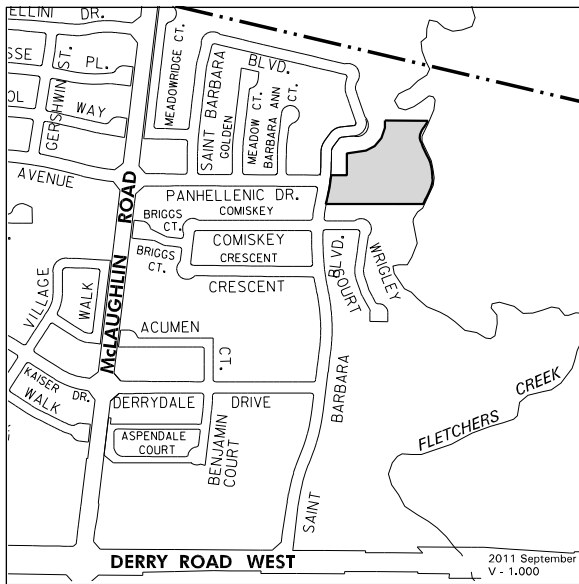 ELLINI DR.
SSE
ST.
PL.
OL
GERSHWIN
WAY
AVENUE
MEADOWRIDGE CT.
SAINT BARBARA
BLVD.
GOLDEN
MEADOW CT.
BARBARA ANN
CT.
McLAUGHLIN ROAD
PANHELLENIC DR.
BRIGGS
CT.
COMISKEY
COMISKEY
CRESCENT
BRIGGS
CT.
CRESCENT
BLVD.
COURT
WRIGLEY
VILLAGE
WALK
ACUMEN
CT.
KAISER DR.
WALK
DERRYDALE DRIVE
ASPENDALE
COURT
BENJAMIN
COURT
BARBARA
SAINT
FLETCHERS CREEK
DERRY ROAD WEST
2011 September
V - 1.000